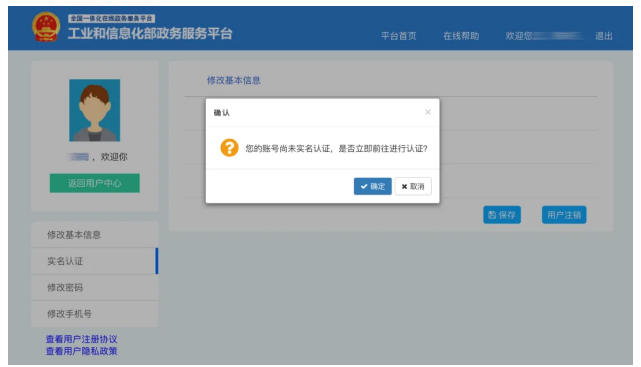 全国一体化在线政务服务平台
工业和信息化部政务服务平台
平台首页 在线帮助 欢迎您 退出
修改基本信息
确认 ×
您的账号尚未实名认证，是否立即前往进行认证?
确定 取消
，欢迎你
返回用户中心
保存 用户注销
修改基本信息
实名认证
修改密码
修改手机号
查看用户注册协议
查看用户隐私政策